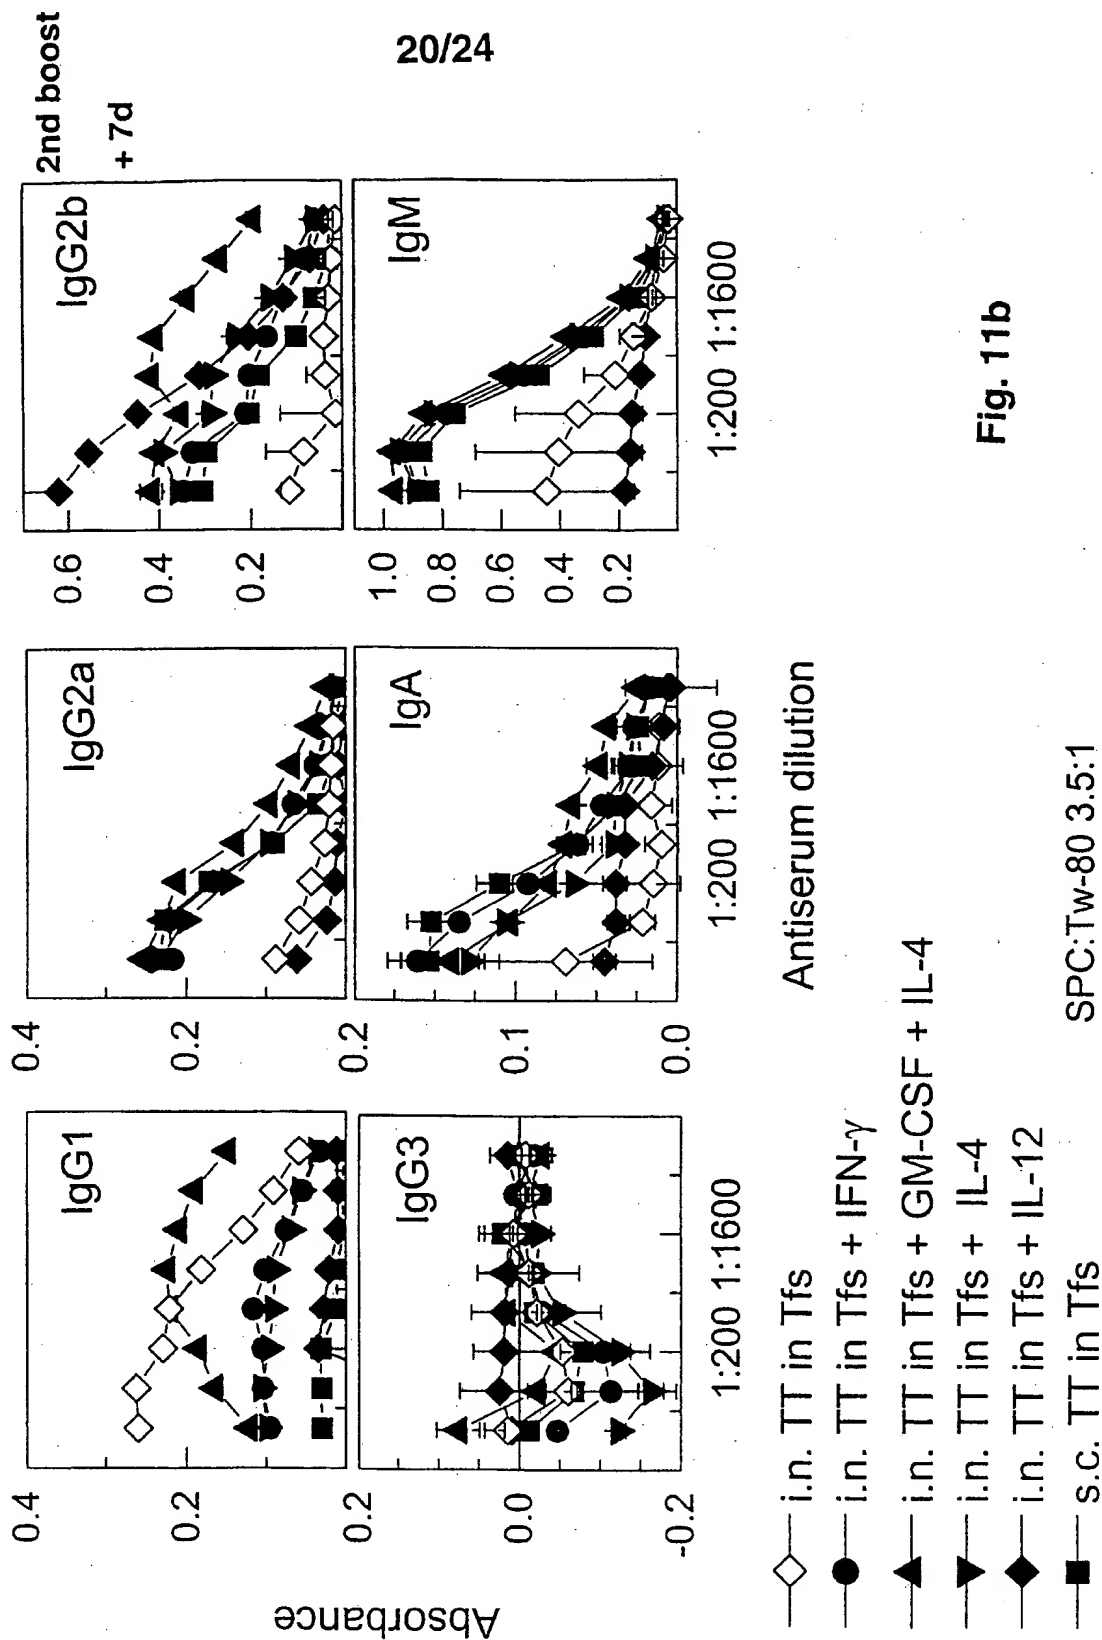 20/24
2nd boost
+ 7d
Absorbance
0.4
0.2
IgG1
0.4
0.2
IgG2a
0.6
0.4
0.2
IgG2b
0.2
0.0
-0.2
IgG3
1:200 1:1600
0.2
0.1
0.0
IgA
1:200 1:1600
1.0
0.8
0.6
0.4
0.2
IgM
1:200 1:1600
Antiserum dilution
i.n. TT in Tfs
i.n. TT in Tfs + IFN-γ
i.n. TT in Tfs + GM-CSF + IL-4
i.n. TT in Tfs + IL-4
i.n. TT in Tfs + IL-12
s.c. TT in Tfs
SPC:Tw-80 3.5:1
Fig. 11b